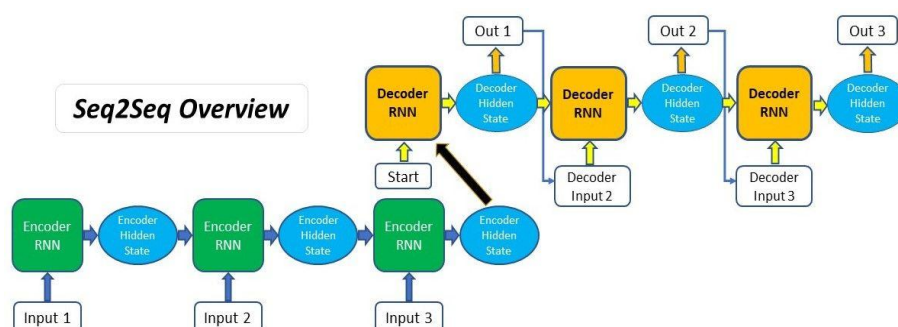 Out 1
Out 2
Out 3
Seq2Seq Overview
Decoder
RNN
Decoder
Hidden
State
Decoder
RNN
Decoder
Hidden
State
Decoder
RNN
Decoder
Hidden
State
Start
Decoder
Input 2
Decoder
Input 3
Encoder
RNN
Encoder
Hidden
State
Encoder
RNN
Encoder
Hidden
State
Encoder
RNN
Encoder
Hidden
State
Input 1
Input 2
Input 3